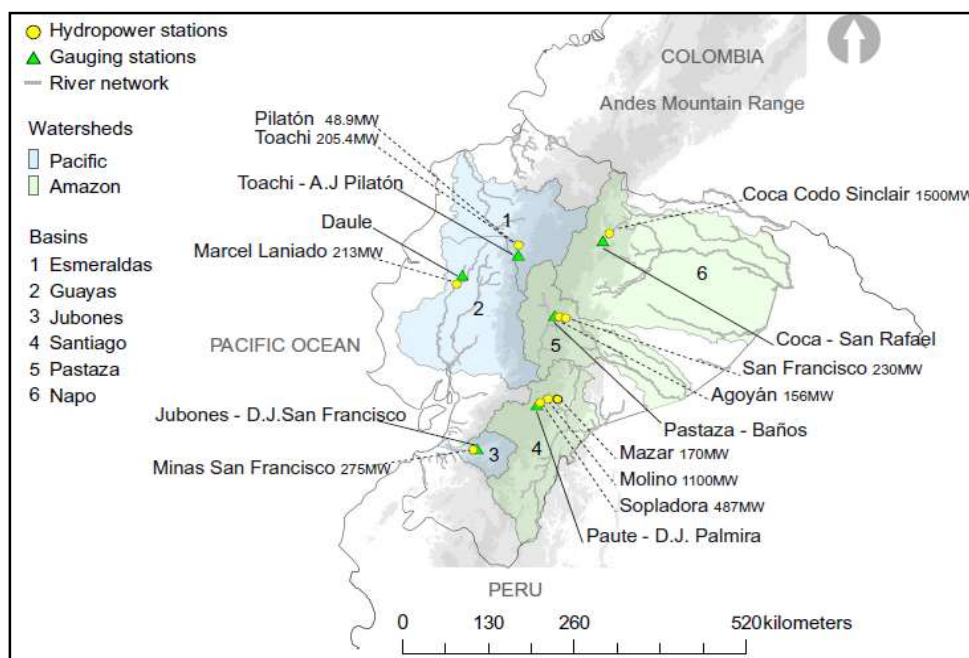 Hydropower stations
Gauging stations
River network
Watersheds
Pacific
Amazon
Basins
1 Esmeraldas
2 Guayas
3 Jubones
4 Santiago
5 Pastaza
6 Napo
COLOMBIA
Andes Mountain Range
Pilatón 48.9MW
Toachi 205.4MW
Toachi - A.J Pilatón
Daule
Marcel Laniado 213MW
Coca Codo Sinclair 1500MW
1
2
3
4
5
6
PACIFIC OCEAN
Coca - San Rafael
San Francisco 230MW
Agoyán 156MW
Pastaza - Baños
Jubones - D.J.San Francisco
Minas San Francisco 275MW
Mazar 170MW
Molino 1100MW
Sopladora 487MW
Paute - D.J. Palmira
PERU
0 130 260 520 kilometers